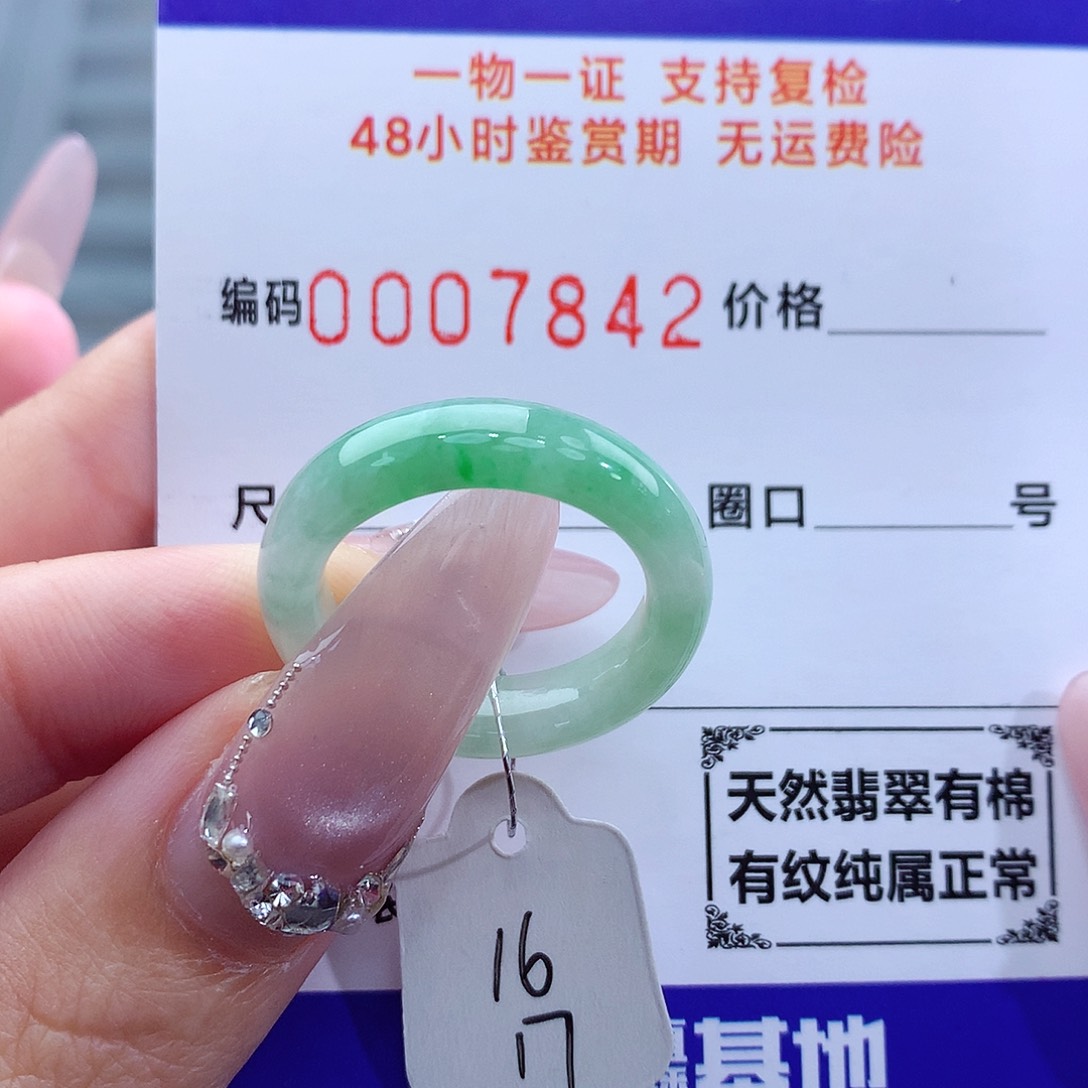 一物一证 支持复检
48小时鉴赏期 无运费险
编码0007842 价格
尺
圈口 号
天然翡翠有棉
有纹纯属正常
16
17
基地